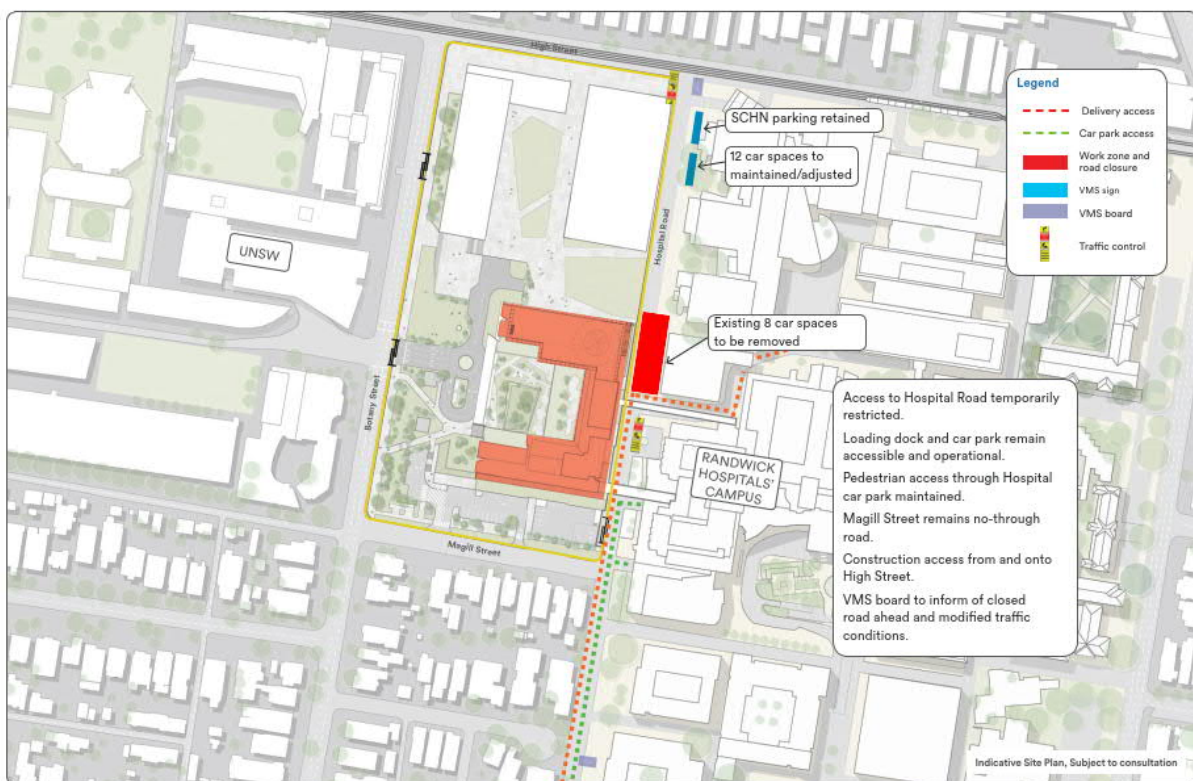 High Street
SCHN parking retained
12 car spaces to
maintained/adjusted
Legend
Delivery access
Car park access
Work zone and
road closure
VMS sign
VMS board
Traffic control
UNSW
Hospital Road
Existing 8 car spaces
to be removed
Botany Street
RANDWICK
HOSPITALS'
CAMPUS
Magill Street
Access to Hospital Road temporarily
restricted.
Loading dock and car park remain
accessible and operational.
Pedestrian access through Hospital
car park maintained.
Magill Street remains no-through
road.
Construction access from and onto
High Street.
VMS board to inform of closed
road ahead and modified traffic
conditions.
Indicative Site Plan, Subject to consultation